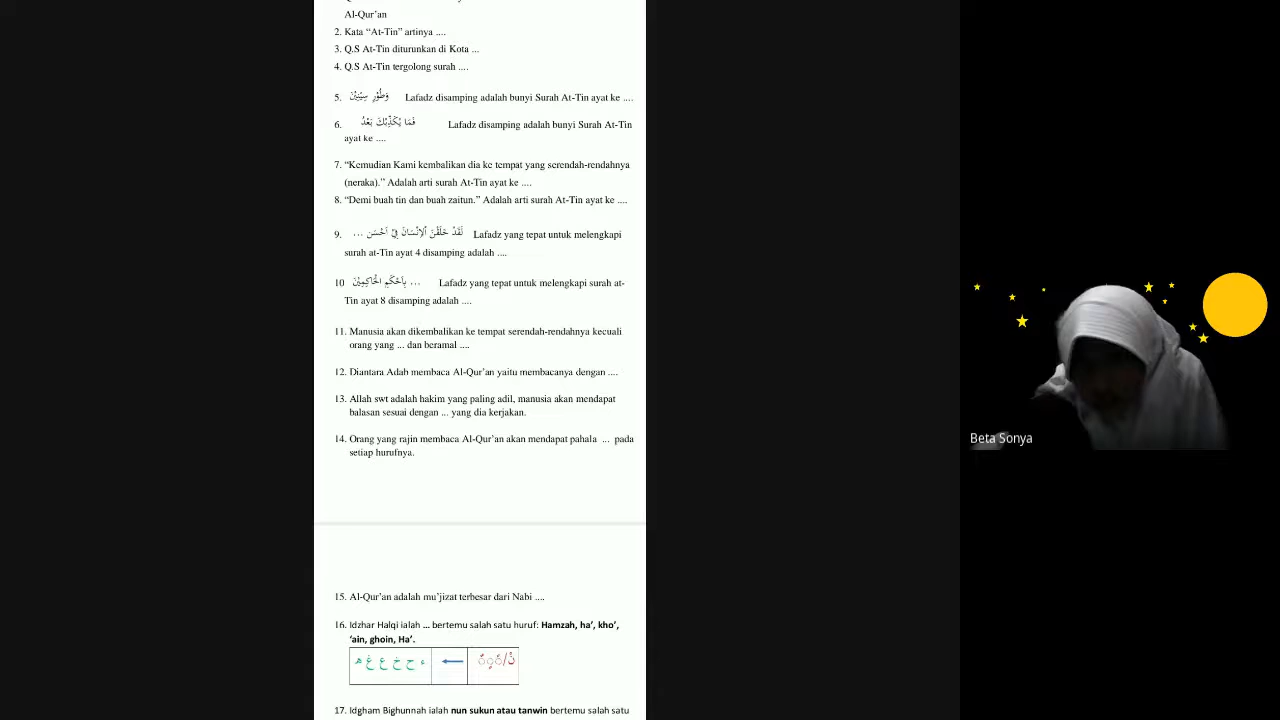 Al-Qur'an
2. Kata “At-Tin” artinya ....
3. Q.S At-Tin diturunkan di Kota ...
4. Q.S At-Tin tergolong surah ....
5. وَطُوْرِ سِيْنِيْنَ Lafadz disamping adalah bunyi Surah At-Tin ayat ke ....
6. فَمَا يُكَذِّبُكَ بَعْدُ Lafadz disamping adalah bunyi Surah At-Tin
ayat ke ....
7. “Kemudian Kami kembalikan dia ke tempat yang serendah-rendahnya
(neraka).” Adalah arti surah At-Tin ayat ke ....
8. “Demi buah tin dan buah zaitun.” Adalah arti surah At-Tin ayat ke ....
9. لَقَدْ خَلَقْنَ الْاِنْسَانَ فِيْٓ اَحْسَنِ ... Lafadz yang tepat untuk melengkapi
surah at-Tin ayat 4 disamping adalah ....
10 ... بِاَحْكَمِ الْحَاكِمِيْنَ Lafadz yang tepat untuk melengkapi surah at-
Tin ayat 8 disamping adalah ....
11. Manusia akan dikembalikan ke tempat serendah-rendahnya kecuali
orang yang ... dan beramal ....
12. Diantara Adab membaca Al-Qur'an yaitu membacanya dengan ....
13. Allah swt adalah hakim yang paling adil, manusia akan mendapat
balasan sesuai dengan ... yang dia kerjakan.
14. Orang yang rajin membaca Al-Qur'an akan mendapat pahala ... pada
setiap hurufnya.
15. Al-Qur'an adalah mu'jizat terbesar dari Nabi ....
16. Idzhar Halqi ialah ... bertemu salah satu huruf: Hamzah, ha', kho',
'ain, ghoin, Ha'.
نْ/ ـًـٍـٌ ء ح خ ع غ ه
17. Idgham Bighunnah ialah nun sukun atau tanwin bertemu salah satu
Beta Sonya